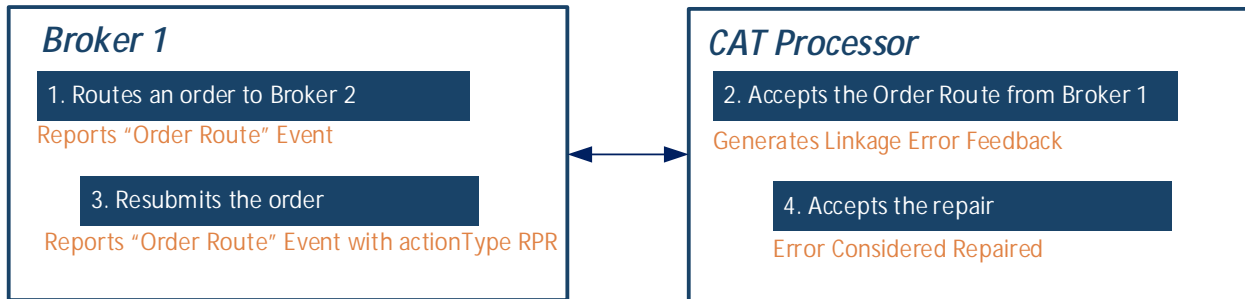 Broker 1
1. Routes an order to Broker 2
Reports “Order Route” Event
3. Resubmits the order
Reports “Order Route” Event with actionType RPR
CAT Processor
2. Accepts the Order Route from Broker 1
Generates Linkage Error Feedback
4. Accepts the repair
Error Considered Repaired